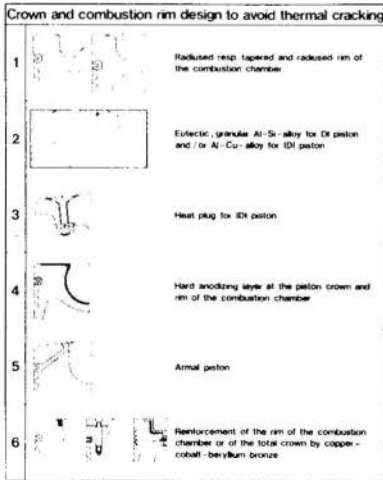 Crown and combustion rim design to avoid thermal cracking
1
Radiused resp. tapered and radiused rim of
the combustion chamber
2
Eutectic, granular Al-Si-alloy for DI piston
and /or Al-Cu-alloy for IDI piston
3
Heat plug for IDI piston
4
Hard anodizing layer at the piston crown and
rim of the combustion chamber
5
Armal piston
6
Reinforcement of the rim of the combustion
chamber or of the total crown by copper-
cobalt-beryllium bronze